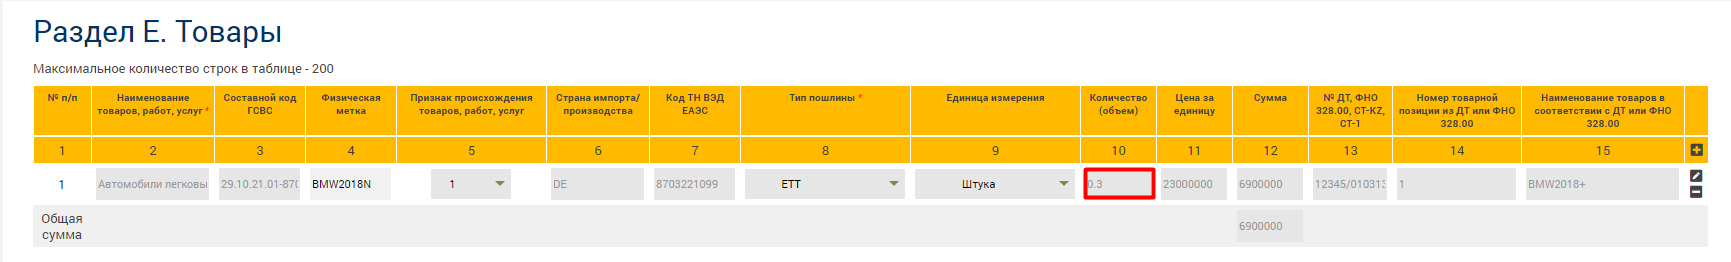 Раздел Е. Товары
Максимальное количество строк в таблице - 200
№ п/п
Наименование товаров, работ, услуг *
Составной код ГСВС
Физическая метка
Признак происхождения товаров, работ, услуг
Страна импорта/производства
Код ТН ВЭД ЕАЭС
Тип пошлины *
Единица измерения
Количество (объем)
Цена за единицу
Сумма
№ ДТ, ФНО 328.00, СТ-KZ, СТ-1
Номер товарной позиции из ДТ или ФНО 328.00
Наименование товаров в соответствии с ДТ или ФНО 328.00
1 2 3 4 5 6 7 8 9 10 11 12 13 14 15
1 Автомобили легковы 29.10.21.01-870 BMW2018N 1 DE 8703221099 ЕТТ Штука 0.3 23000000 6900000 12345/010313 1 BMW2018+
Общая сумма 6900000